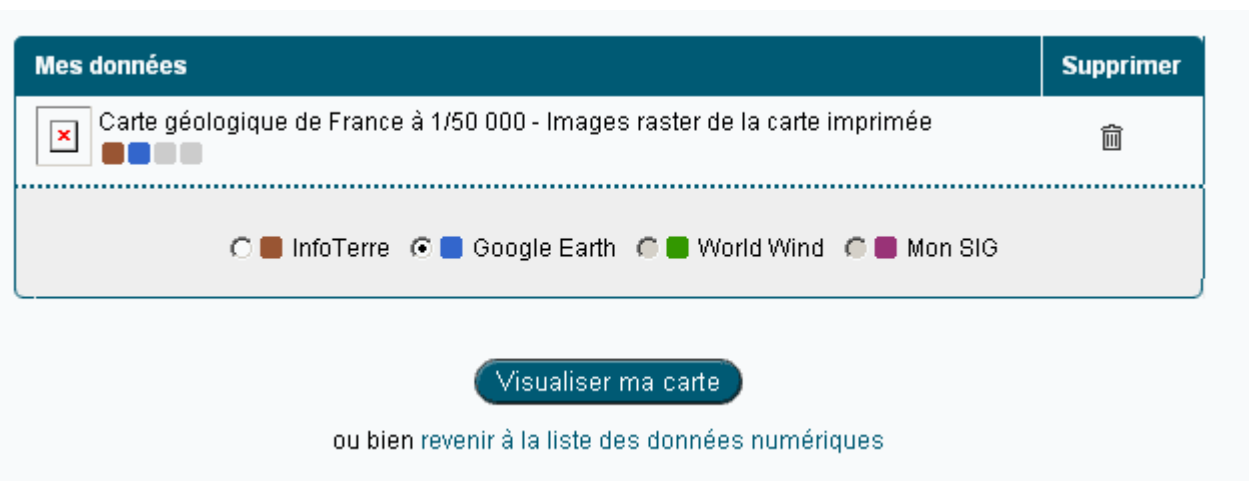 Mes données Supprimer
Carte géologique de France à 1/50 000 - Images raster de la carte imprimée
InfoTerre Google Earth World Wind Mon SIG
Visualiser ma carte
ou bien revenir à la liste des données numériques